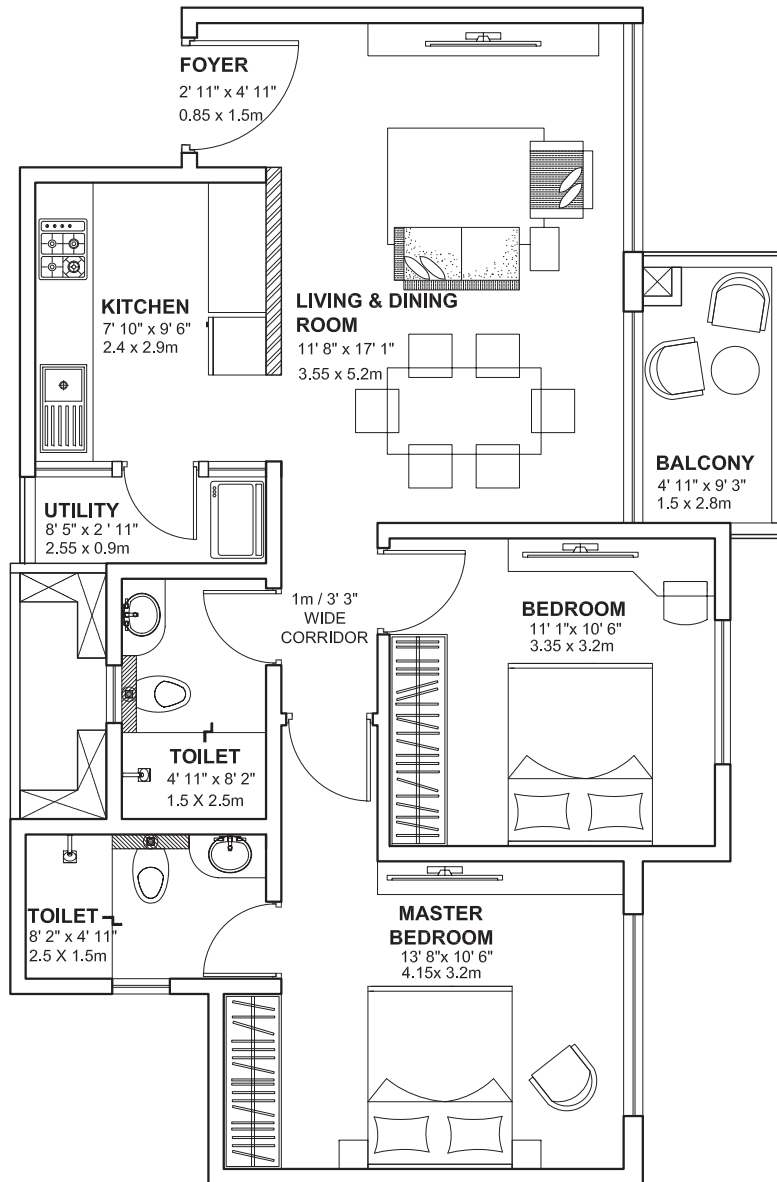 FOYER
2' 11" x 4' 11"
0.85 x 1.5m
KITCHEN
7' 10" x 9' 6"
2.4 x 2.9m
LIVING & DINING
ROOM
11' 8" x 17' 1"
3.55 x 5.2m
BALCONY
4' 11" x 9' 3"
1.5 x 2.8m
UTILITY
8' 5" x 2 ' 11"
2.55 x 0.9m
1m / 3' 3"
WIDE
CORRIDOR
BEDROOM
11' 1"x 10' 6"
3.35 x 3.2m
TOILET
4' 11" x 8' 2"
1.5 X 2.5m
TOILET
8' 2" x 4' 11"
2.5 X 1.5m
MASTER
BEDROOM
13' 8"x 10' 6"
4.15x 3.2m